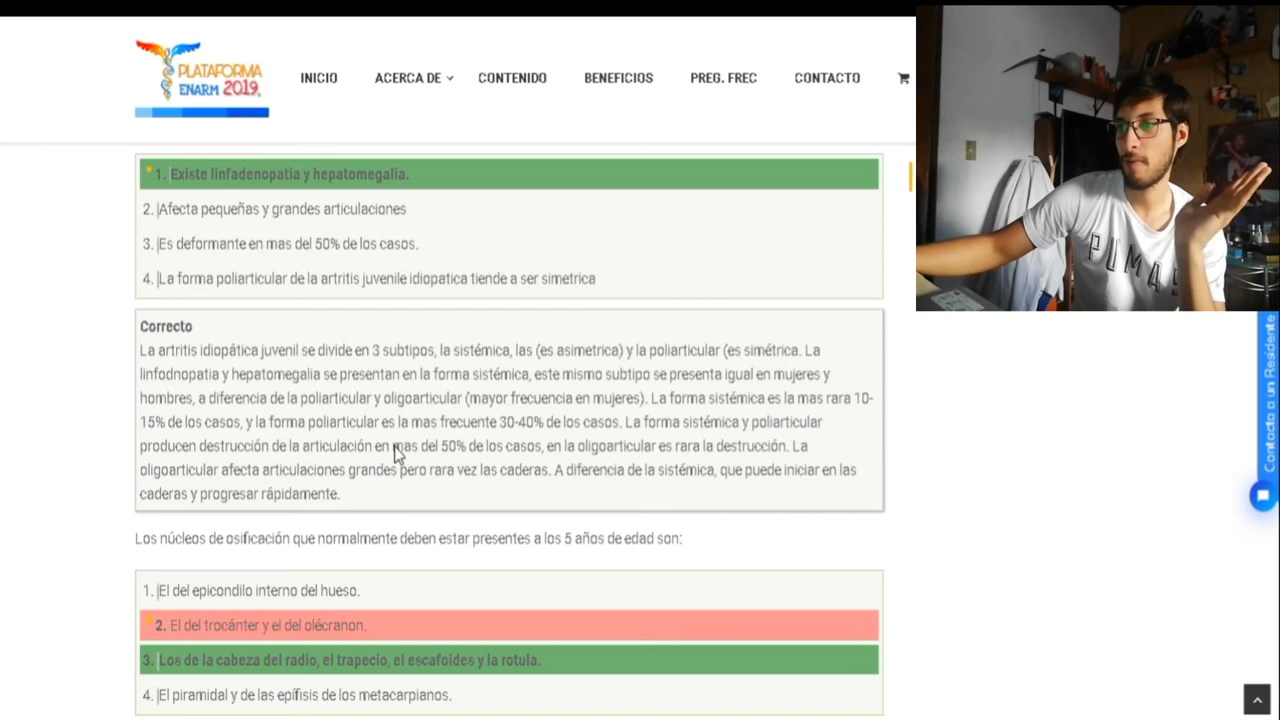 PLATAFORMA
ENARM 2019
INICIO
ACERCA DE
CONTENIDO
BENEFICIOS
PREG. FREC
CONTACTO
1. Existe linfadenopatia y hepatomegalia.
2. Afecta pequeñas y grandes articulaciones
3. Es deformante en mas del 50% de los casos.
4. La forma poliarticular de la artritis juvenile idiopatica tiende a ser simetrica
Correcto
La artritis idiopática juvenil se divide en 3 subtipos, la sistémica, las (es asimetrica) y la poliarticular (es simétrica. La
linfodnopatia y hepatomegalia se presentan en la forma sistémica, este mismo subtipo se presenta igual en mujeres y
hombres, a diferencia de la poliarticular y oligoarticular (mayor frecuencia en mujeres). La forma sistémica es la mas rara 10-
15% de los casos, y la forma poliarticular es la mas frecuente 30-40% de los casos. La forma sistémica y poliarticular
producen destrucción de la articulación en mas del 50% de los casos, en la oligoarticular es rara la destrucción. La
oligoarticular afecta articulaciones grandes pero rara vez las caderas. A diferencia de la sistémica, que puede iniciar en las
caderas y progresar rápidamente.
Los núcleos de osificación que normalmente deben estar presentes a los 5 años de edad son:
1. El del epicondilo interno del hueso.
2. El del trocánter y el del olécranon.
3. Los de la cabeza del radio, el trapecio, el escafoides y la rotula.
4. El piramidal y de las epífisis de los metacarpianos.
PUMAS
Contacta a un Residente